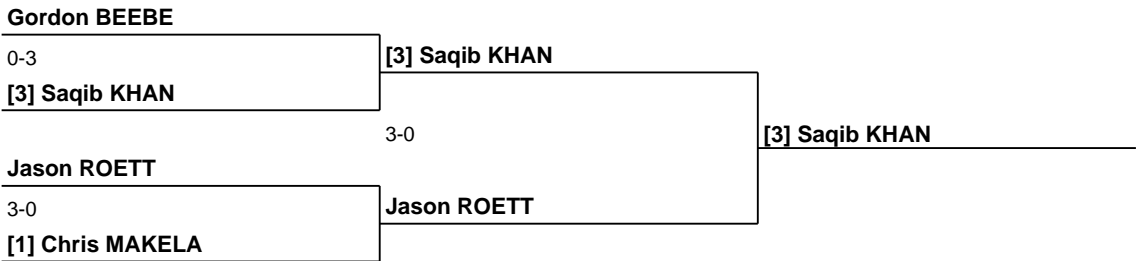 Gordon BEEBE
0-3
[3] Saqib KHAN
[3] Saqib KHAN
3-0
[3] Saqib KHAN
Jason ROETT
3-0
Jason ROETT
[1] Chris MAKELA